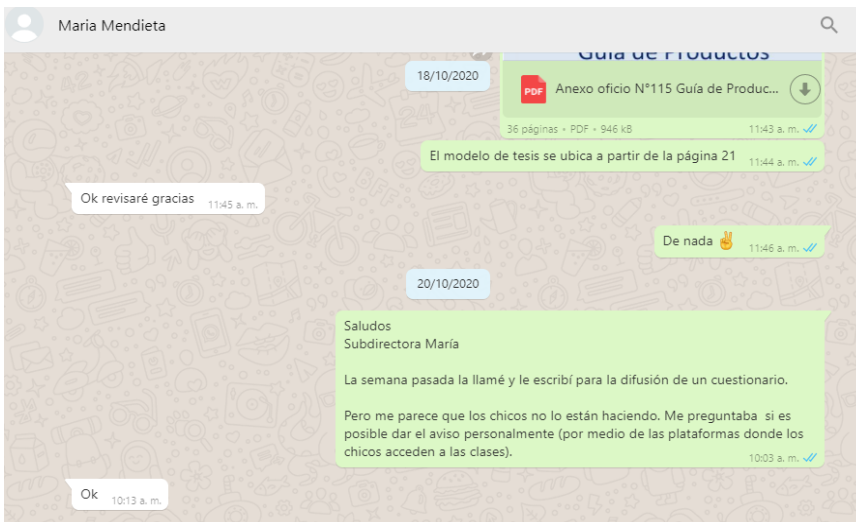 Maria Mendieta
Guía de Productos
18/10/2020
PDF
Anexo oficio N°115 Guía de Produc...
36 páginas • PDF • 946 kB
11:43 a. m.
El modelo de tesis se ubica a partir de la página 21
11:44 a. m.
Ok revisaré gracias
11:45 a. m.
De nada ✌
11:46 a. m.
20/10/2020
Saludos
Subdirectora María
La semana pasada la llamé y le escribí para la difusión de un cuestionario.
Pero me parece que los chicos no lo están haciendo. Me preguntaba si es
posible dar el aviso personalmente (por medio de las plataformas donde los
chicos acceden a las clases).
10:03 a. m.
Ok
10:13 a. m.